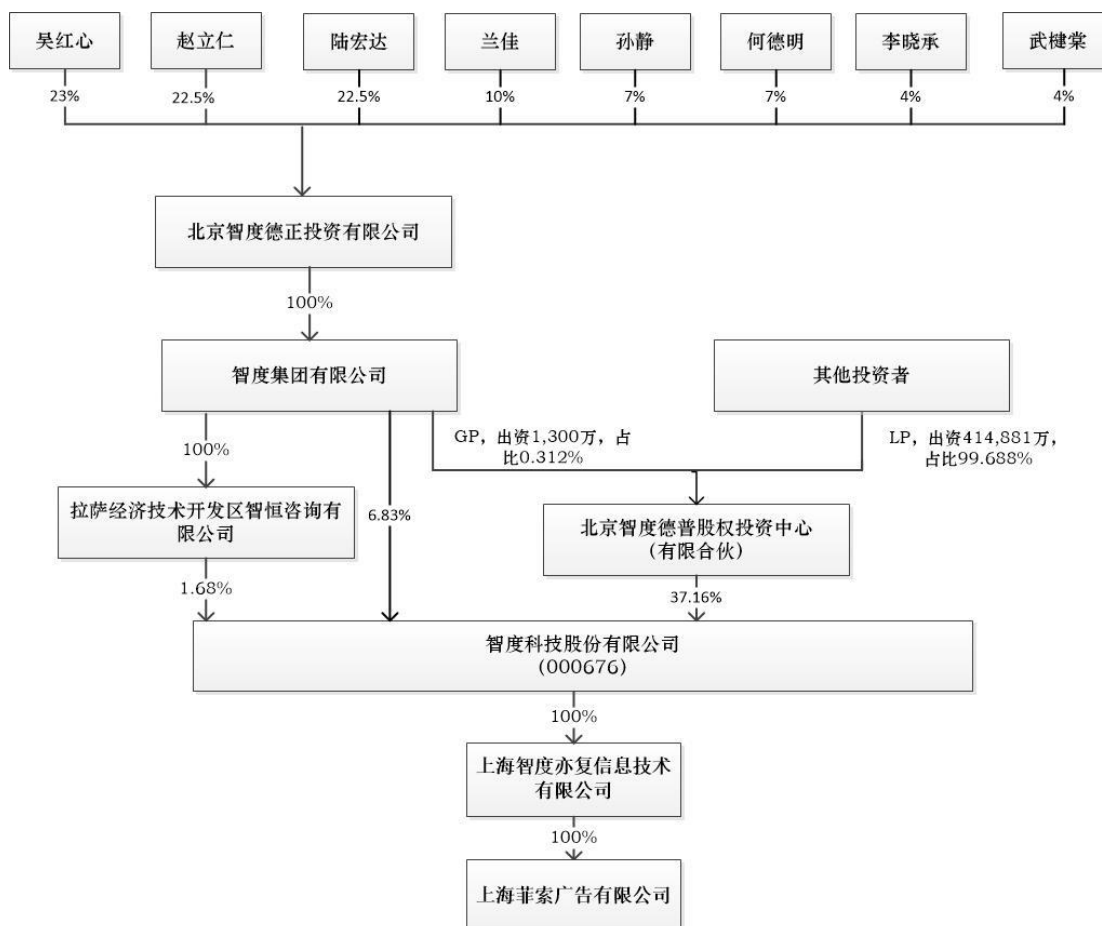 吴红心
赵立仁
陆宏达
兰佳
孙静
何德明
李晓承
武楗棠
23%
22.5%
22.5%
10%
7%
7%
4%
4%
北京智度德正投资有限公司
100%
智度集团有限公司
其他投资者
GP，出资1,300万，占
比0.312%
LP，出资414,881万，
占比99.688%
100%
6.83%
拉萨经济技术开发区智恒咨询有
限公司
北京智度德普股权投资中心
（有限合伙）
1.68%
37.16%
智度科技股份有限公司
(000676)
100%
上海智度亦复信息技术
有限公司
100%
上海菲索广告有限公司